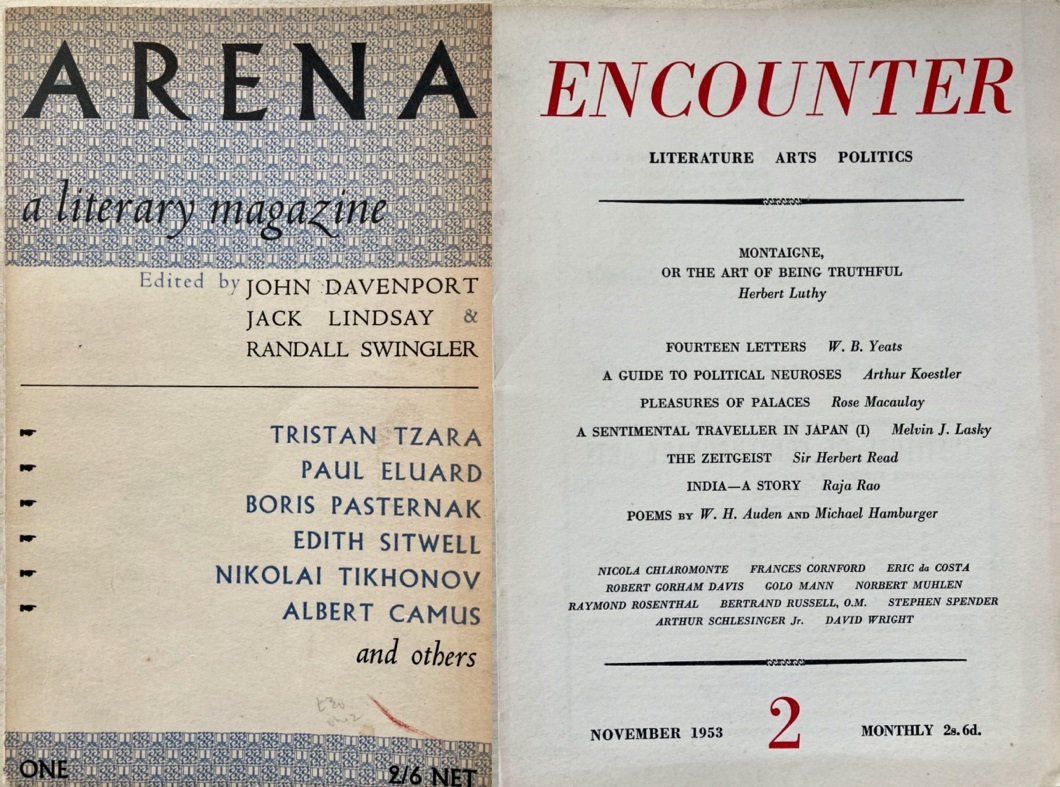 ARENA
a literary magazine
Edited by JOHN DAVENPORT
JACK LINDSAY &
RANDALL SWINGLER
TRISTAN TZARA
PAUL ELUARD
BORIS PASTERNAK
EDITH SITWELL
NIKOLAI TIKHONOV
ALBERT CAMUS
and others
ONE 2/6 NET
ENCOUNTER
LITERATURE ARTS POLITICS
MONTAIGNE,
OR THE ART OF BEING TRUTHFUL
Herbert Luthy
FOURTEEN LETTERS W. B. Yeats
A GUIDE TO POLITICAL NEUROSES Arthur Koestler
PLEASURES OF PALACES Rose Macaulay
A SENTIMENTAL TRAVELLER IN JAPAN (I) Melvin J. Lasky
THE ZEITGEIST Sir Herbert Read
INDIA—A STORY Raja Rao
POEMS BY W. H. Auden AND Michael Hamburger
NICOLA CHIAROMONTE FRANCES CORNFORD ERIC da COSTA
ROBERT GORHAM DAVIS GOLO MANN NORBERT MUHLEN
RAYMOND ROSENTHAL BERTRAND RUSSELL, O.M. STEPHEN SPENDER
ARTHUR SCHLESINGER Jr. DAVID WRIGHT
NOVEMBER 1953 2 MONTHLY 2s. 6d.